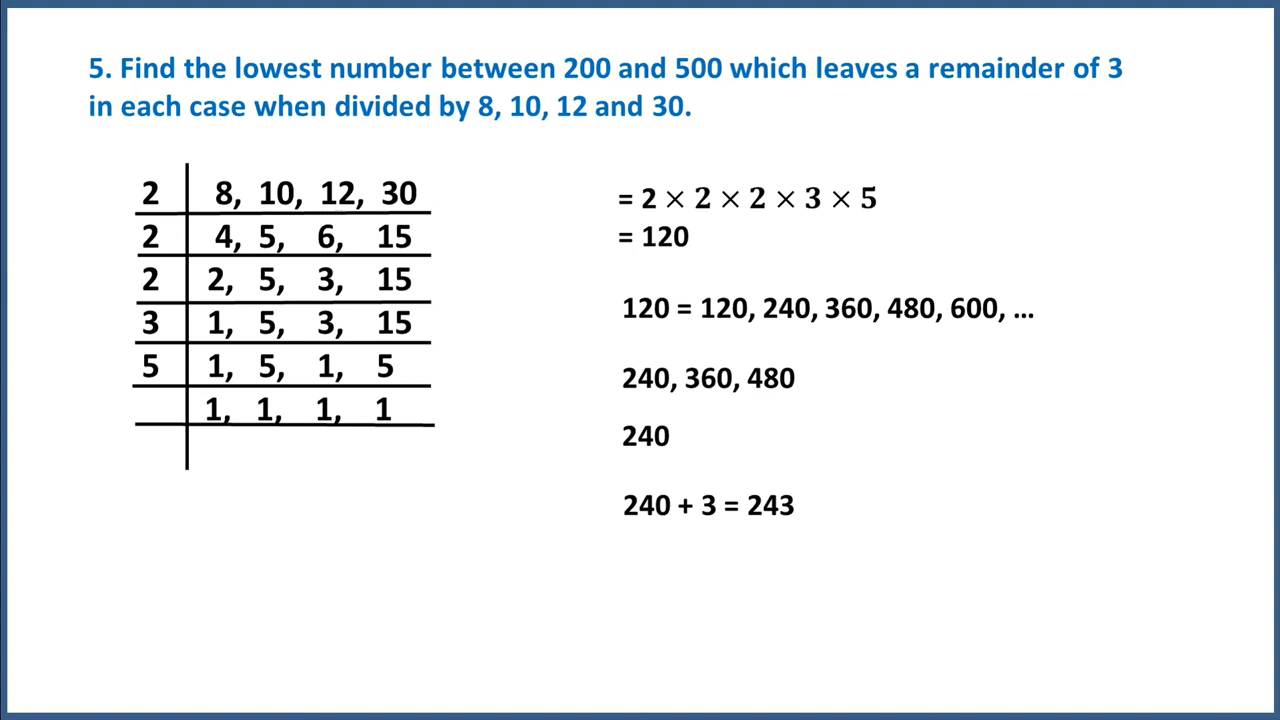 5. Find the lowest number between 200 and 500 which leaves a remainder of 3
in each case when divided by 8, 10, 12 and 30.
2 8, 10, 12, 30
2 4, 5, 6, 15
2 2, 5, 3, 15
3 1, 5, 3, 15
5 1, 5, 1, 5
1, 1, 1, 1
= 2 × 2 × 2 × 3 × 5
= 120
120 = 120, 240, 360, 480, 600, ...
240, 360, 480
240
240 + 3 = 243